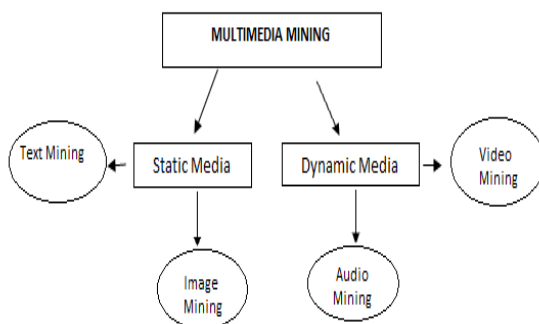 MULTIMEDIA MINING
Text Mining
Static Media
Dynamic Media
Video
Mining
Image
Mining
Audio
Mining